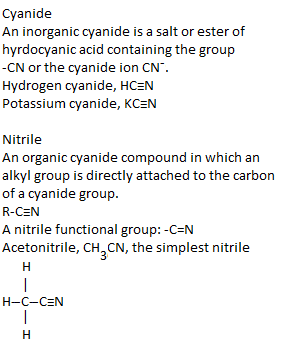 Cyanide
An inorganic cyanide is a salt or ester of
hyrdocyanic acid containing the group
-CN or the cyanide ion CN⁻.
Hydrogen cyanide, HC≡N
Potassium cyanide, KC≡N
Nitrile
An organic cyanide compound in which an
alkyl group is directly attached to the carbon
of a cyanide group.
R-C≡N
A nitrile functional group: -C=N
Acetonitrile, CH₃CN, the simplest nitrile
H
|
H–C–C≡N
|
H